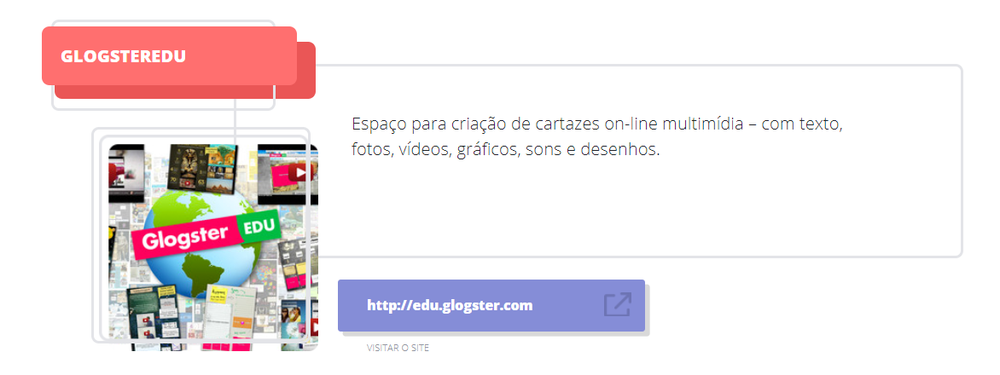 GLOGSTEREDU
Espaço para criação de cartazes on-line multimídia – com texto,
fotos, vídeos, gráficos, sons e desenhos.
Glogster EDU
http://edu.glogster.com
VISITAR O SITE